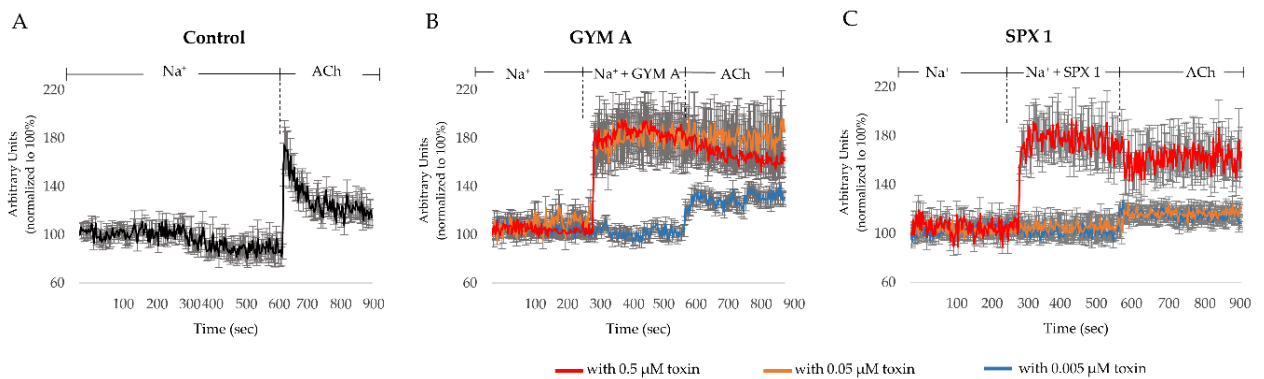 A
Control
Na⁺
ACh
220
180
140
100
60
Arbitrary Units
(normalized to 100%)
100 200 300 400 500 600 700 800 900
Time (sec)
B
GYM A
Na⁺
Na⁺ + GYM A
ACh
220
180
140
100
60
Arbitrary Units
(normalized to 100%)
100 200 300 400 500 600 700 800 900
Time (sec)
C
SPX 1
Na⁺
Na⁺ + SPX 1
ACh
220
180
140
100
60
Arbitrary Units
(normalized to 100%)
100 200 300 400 500 600 700 800 900
Time (sec)
with 0.5 µM toxin
with 0.05 µM toxin
with 0.005 µM toxin